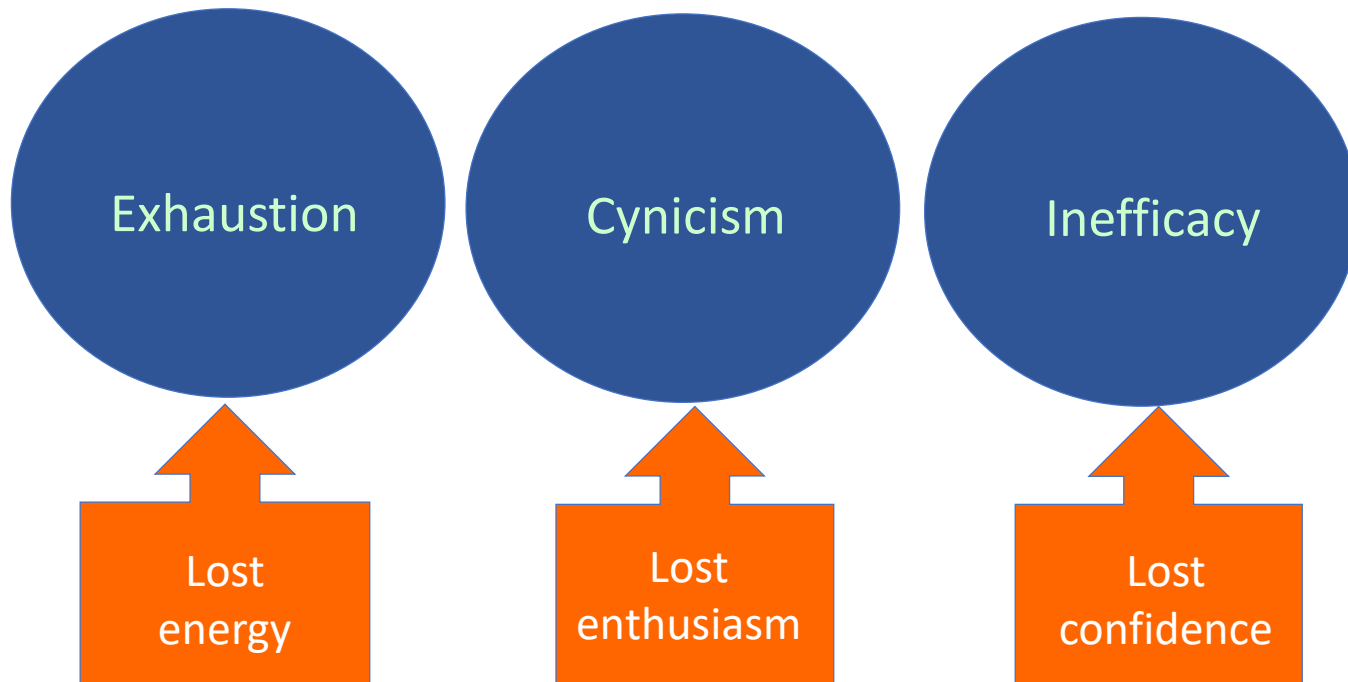 Exhaustion
Cynicism
Inefficacy
Lost
energy
Lost
enthusiasm
Lost
confidence